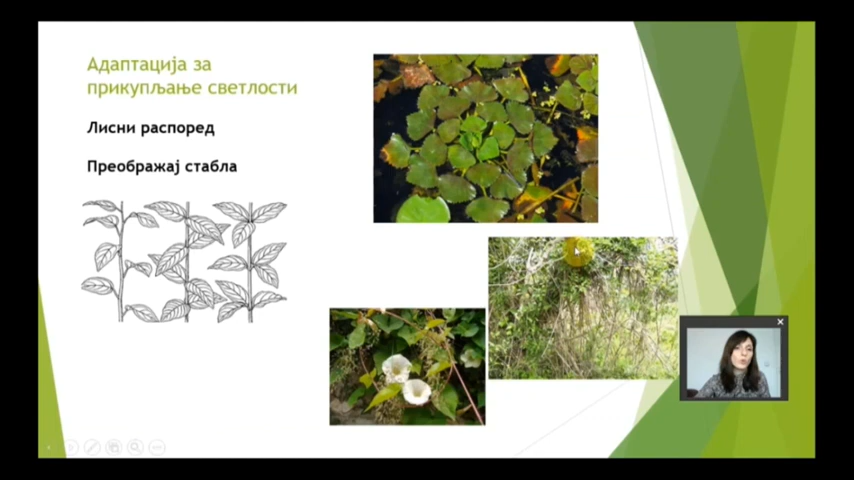 Адаптација за
прикупљање светлости
Лисни распоред
Преображај стабла